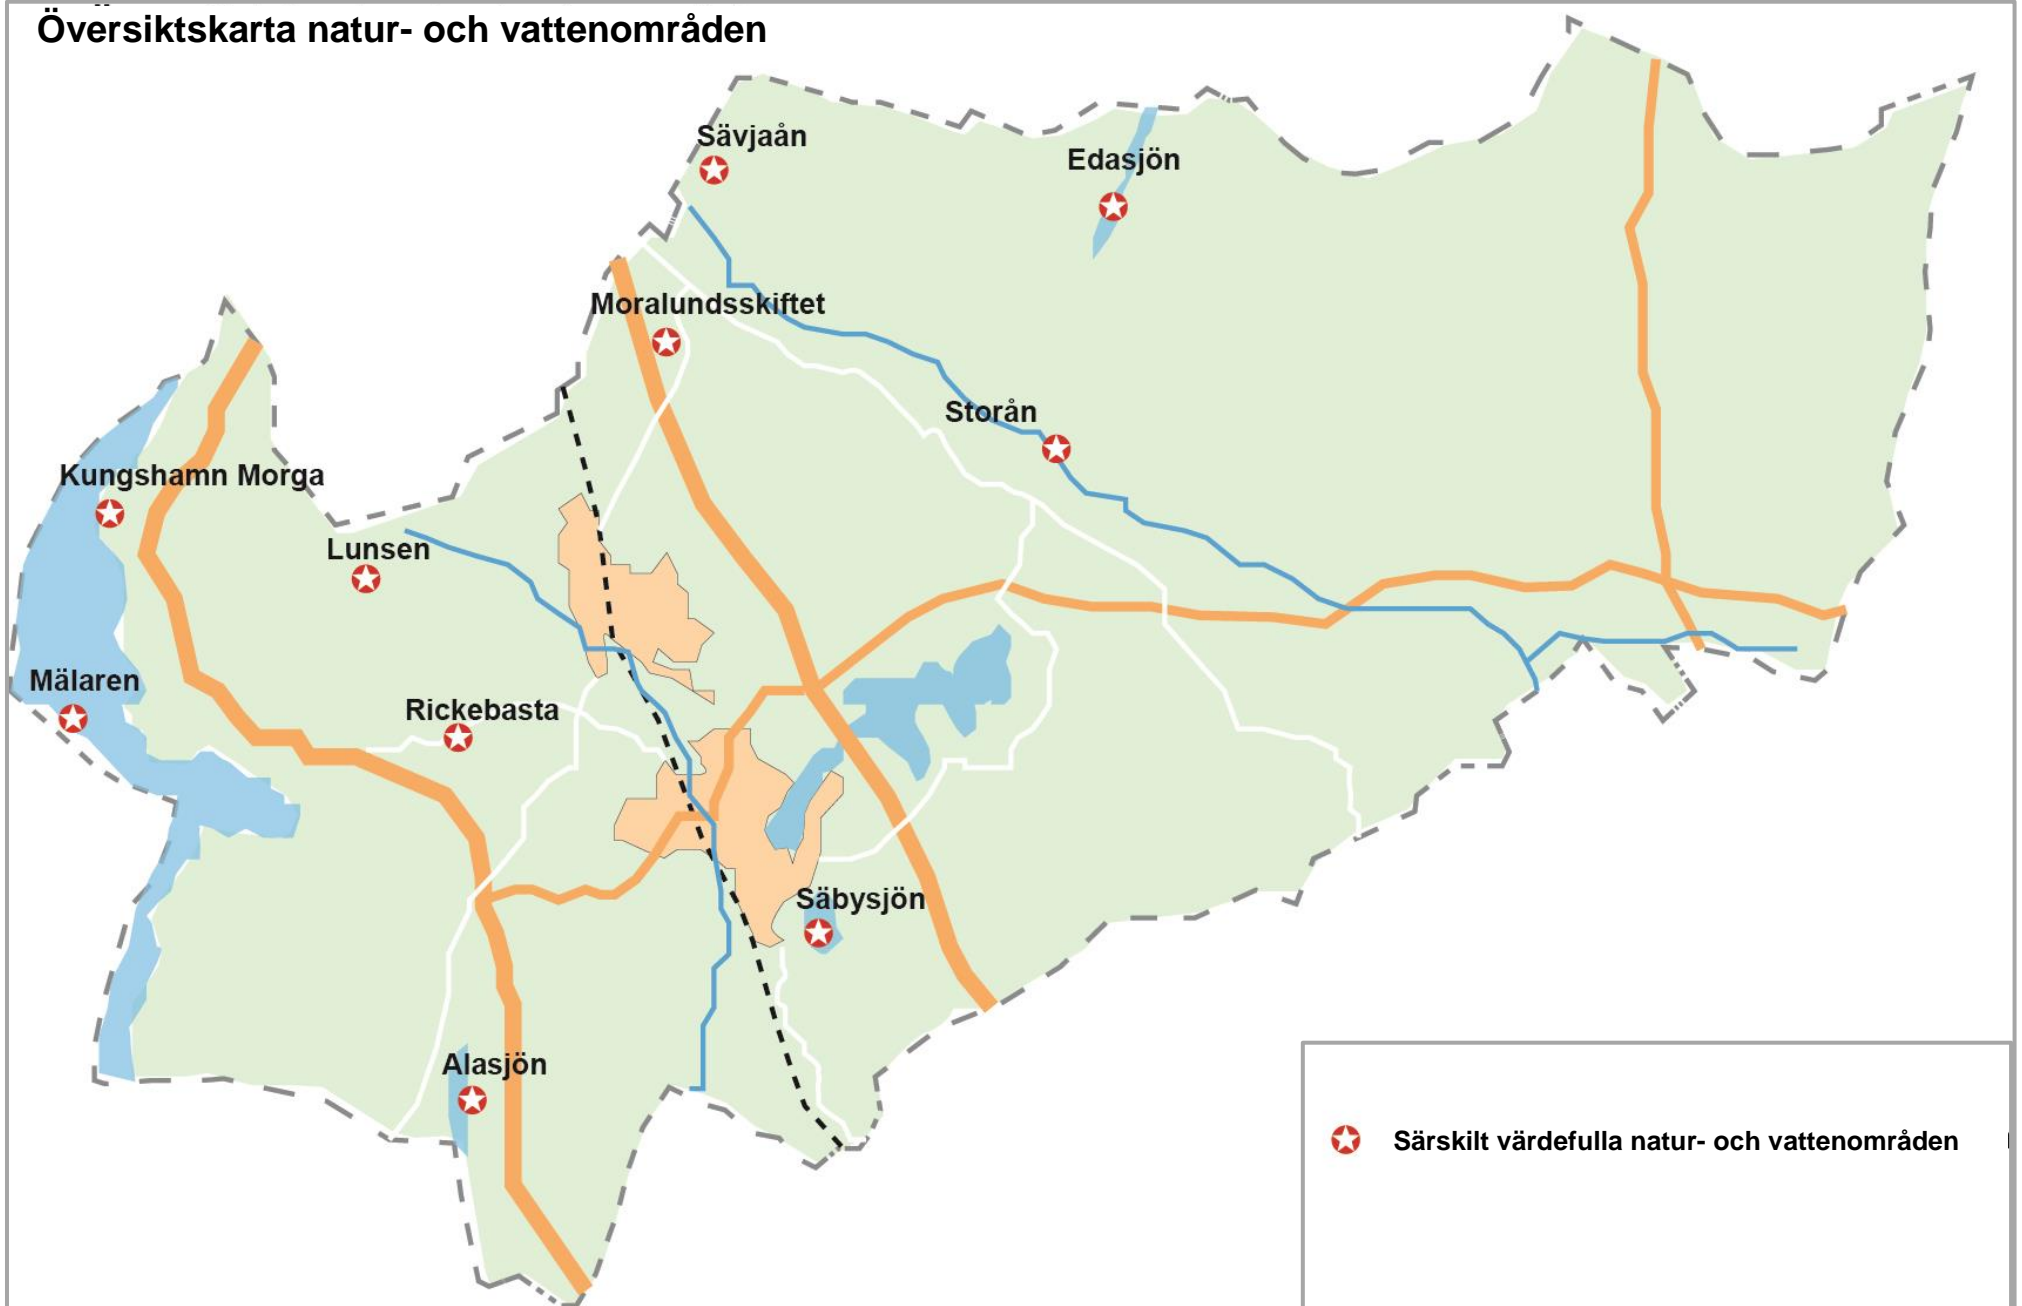 Översiktskarta natur- och vattenområden
Sävjaån
Edasjön
Moralundsskiftet
Storån
Kungshamn Morga
Lunsen
Mälaren
Rickebasta
Säbysjön
Alasjön
Särskilt värdefulla natur- och vattenområden